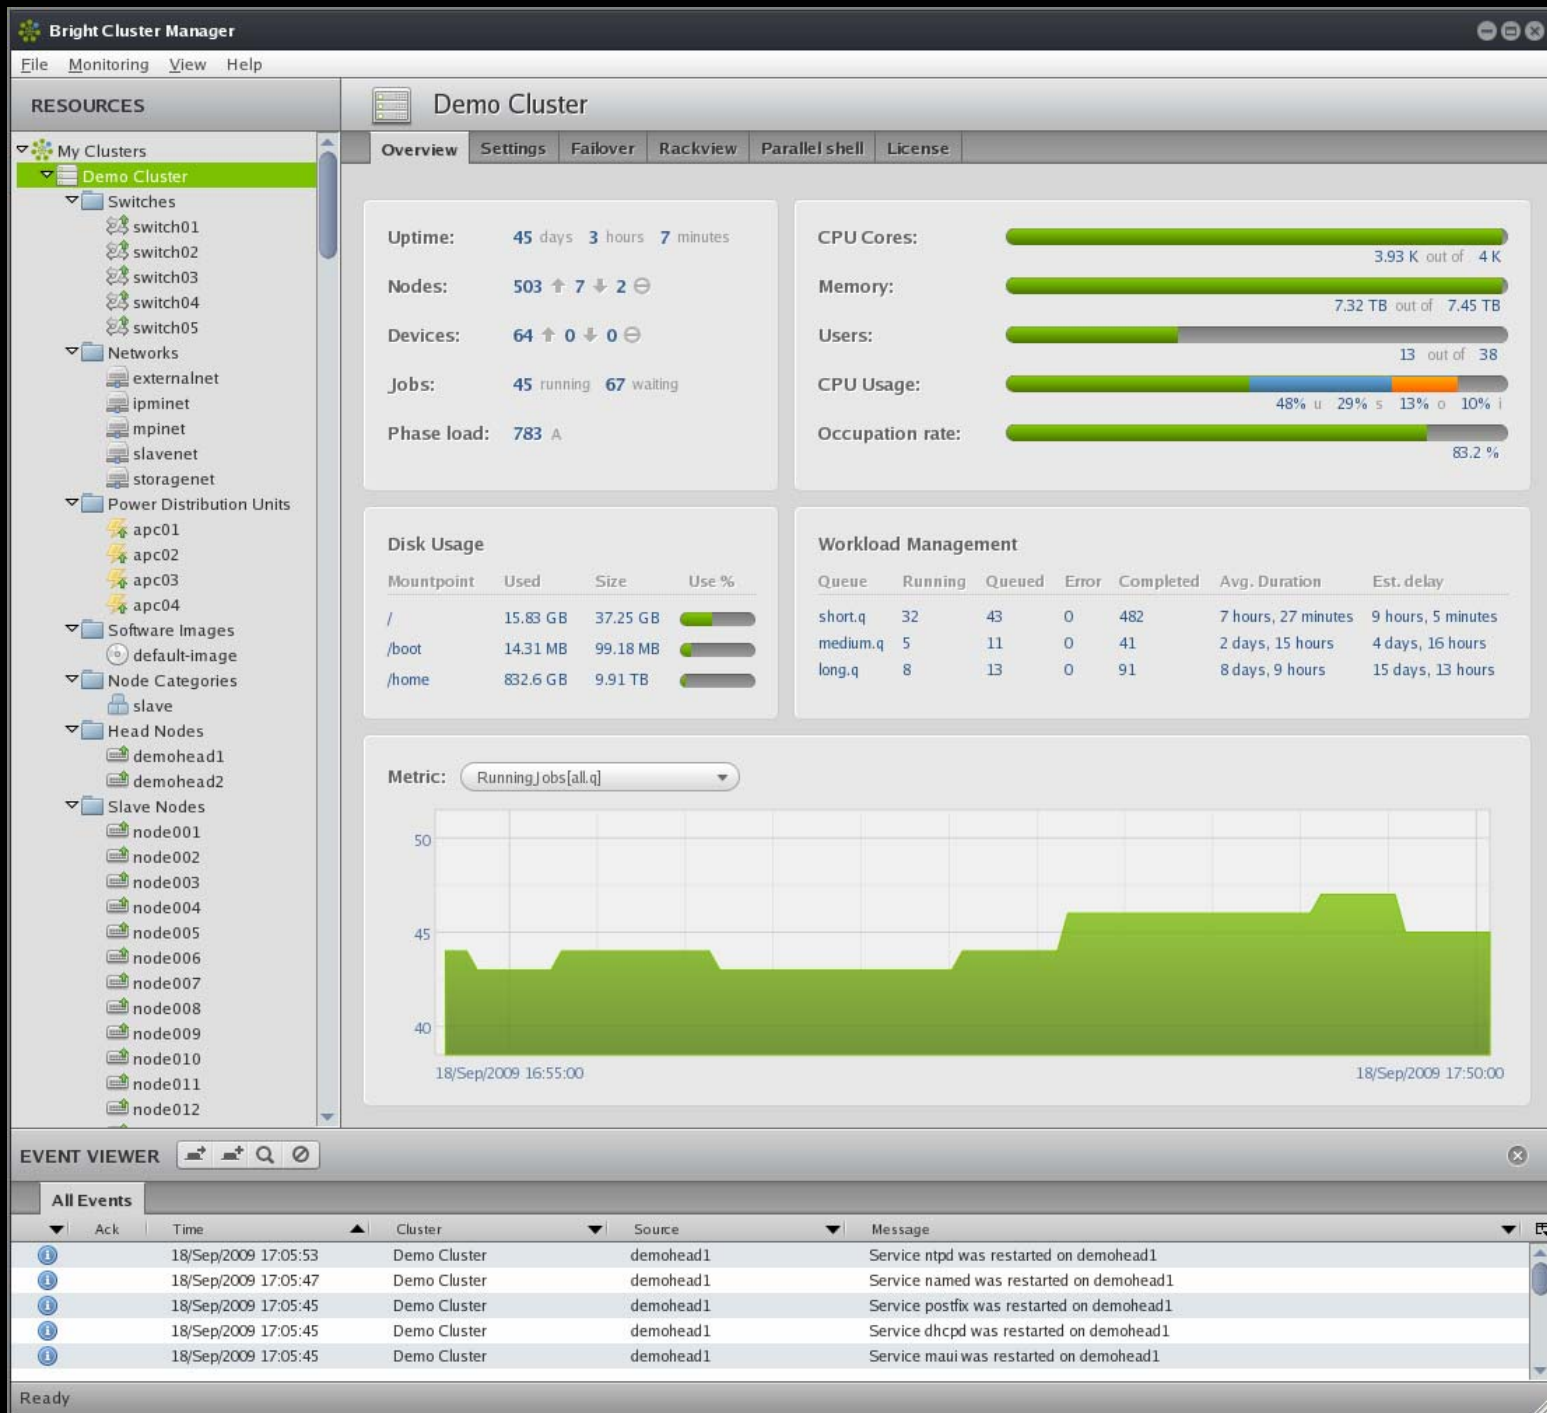 Bright Cluster Manager
File Monitoring View Help
RESOURCES
My Clusters
Demo Cluster
Switches
switch01
switch02
switch03
switch04
switch05
Networks
externalnet
ipminet
mpinet
slavenet
storagenet
Power Distribution Units
apc01
apc02
apc03
apc04
Software Images
default-image
Node Categories
slave
Head Nodes
demohead1
demohead2
Slave Nodes
node001
node002
node003
node004
node005
node006
node007
node008
node009
node010
node011
node012
Demo Cluster
Overview Settings Failover Rackview Parallel shell License
Uptime: 45 days 3 hours 7 minutes
Nodes: 503 7 2
Devices: 64 0 0
Jobs: 45 running 67 waiting
Phase load: 783 A
CPU Cores:
3.93 K out of 4 K
Memory:
7.32 TB out of 7.45 TB
Users:
13 out of 38
CPU Usage:
48% u 29% s 13% o 10% i
Occupation rate:
83.2 %
Disk Usage
Mountpoint Used Size Use %
/ 15.83 GB 37.25 GB
/boot 14.31 MB 99.18 MB
/home 832.6 GB 9.91 TB
Workload Management
Queue Running Queued Error Completed Avg. Duration Est. delay
short.q 32 43 0 482 7 hours, 27 minutes 9 hours, 5 minutes
medium.q 5 11 0 41 2 days, 15 hours 4 days, 16 hours
long.q 8 13 0 91 8 days, 9 hours 15 days, 13 hours
Metric: RunningJobs[all.q]
50
45
40
18/Sep/2009 16:55:00 18/Sep/2009 17:50:00
EVENT VIEWER
All Events
Ack Time Cluster Source Message
18/Sep/2009 17:05:53 Demo Cluster demohead1 Service ntpd was restarted on demohead1
18/Sep/2009 17:05:47 Demo Cluster demohead1 Service named was restarted on demohead1
18/Sep/2009 17:05:45 Demo Cluster demohead1 Service postfix was restarted on demohead1
18/Sep/2009 17:05:45 Demo Cluster demohead1 Service dhcpd was restarted on demohead1
18/Sep/2009 17:05:45 Demo Cluster demohead1 Service maui was restarted on demohead1
Ready